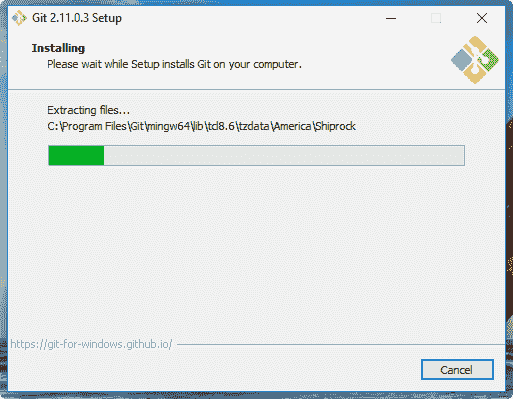 Git 2.11.0.3 Setup
Installing
Please wait while Setup installs Git on your computer.
Extracting files...
C:\Program Files\Git\mingw64\lib\tcl8.6\tzdata\America\Shiprock
https://git-for-windows.github.io/
Cancel